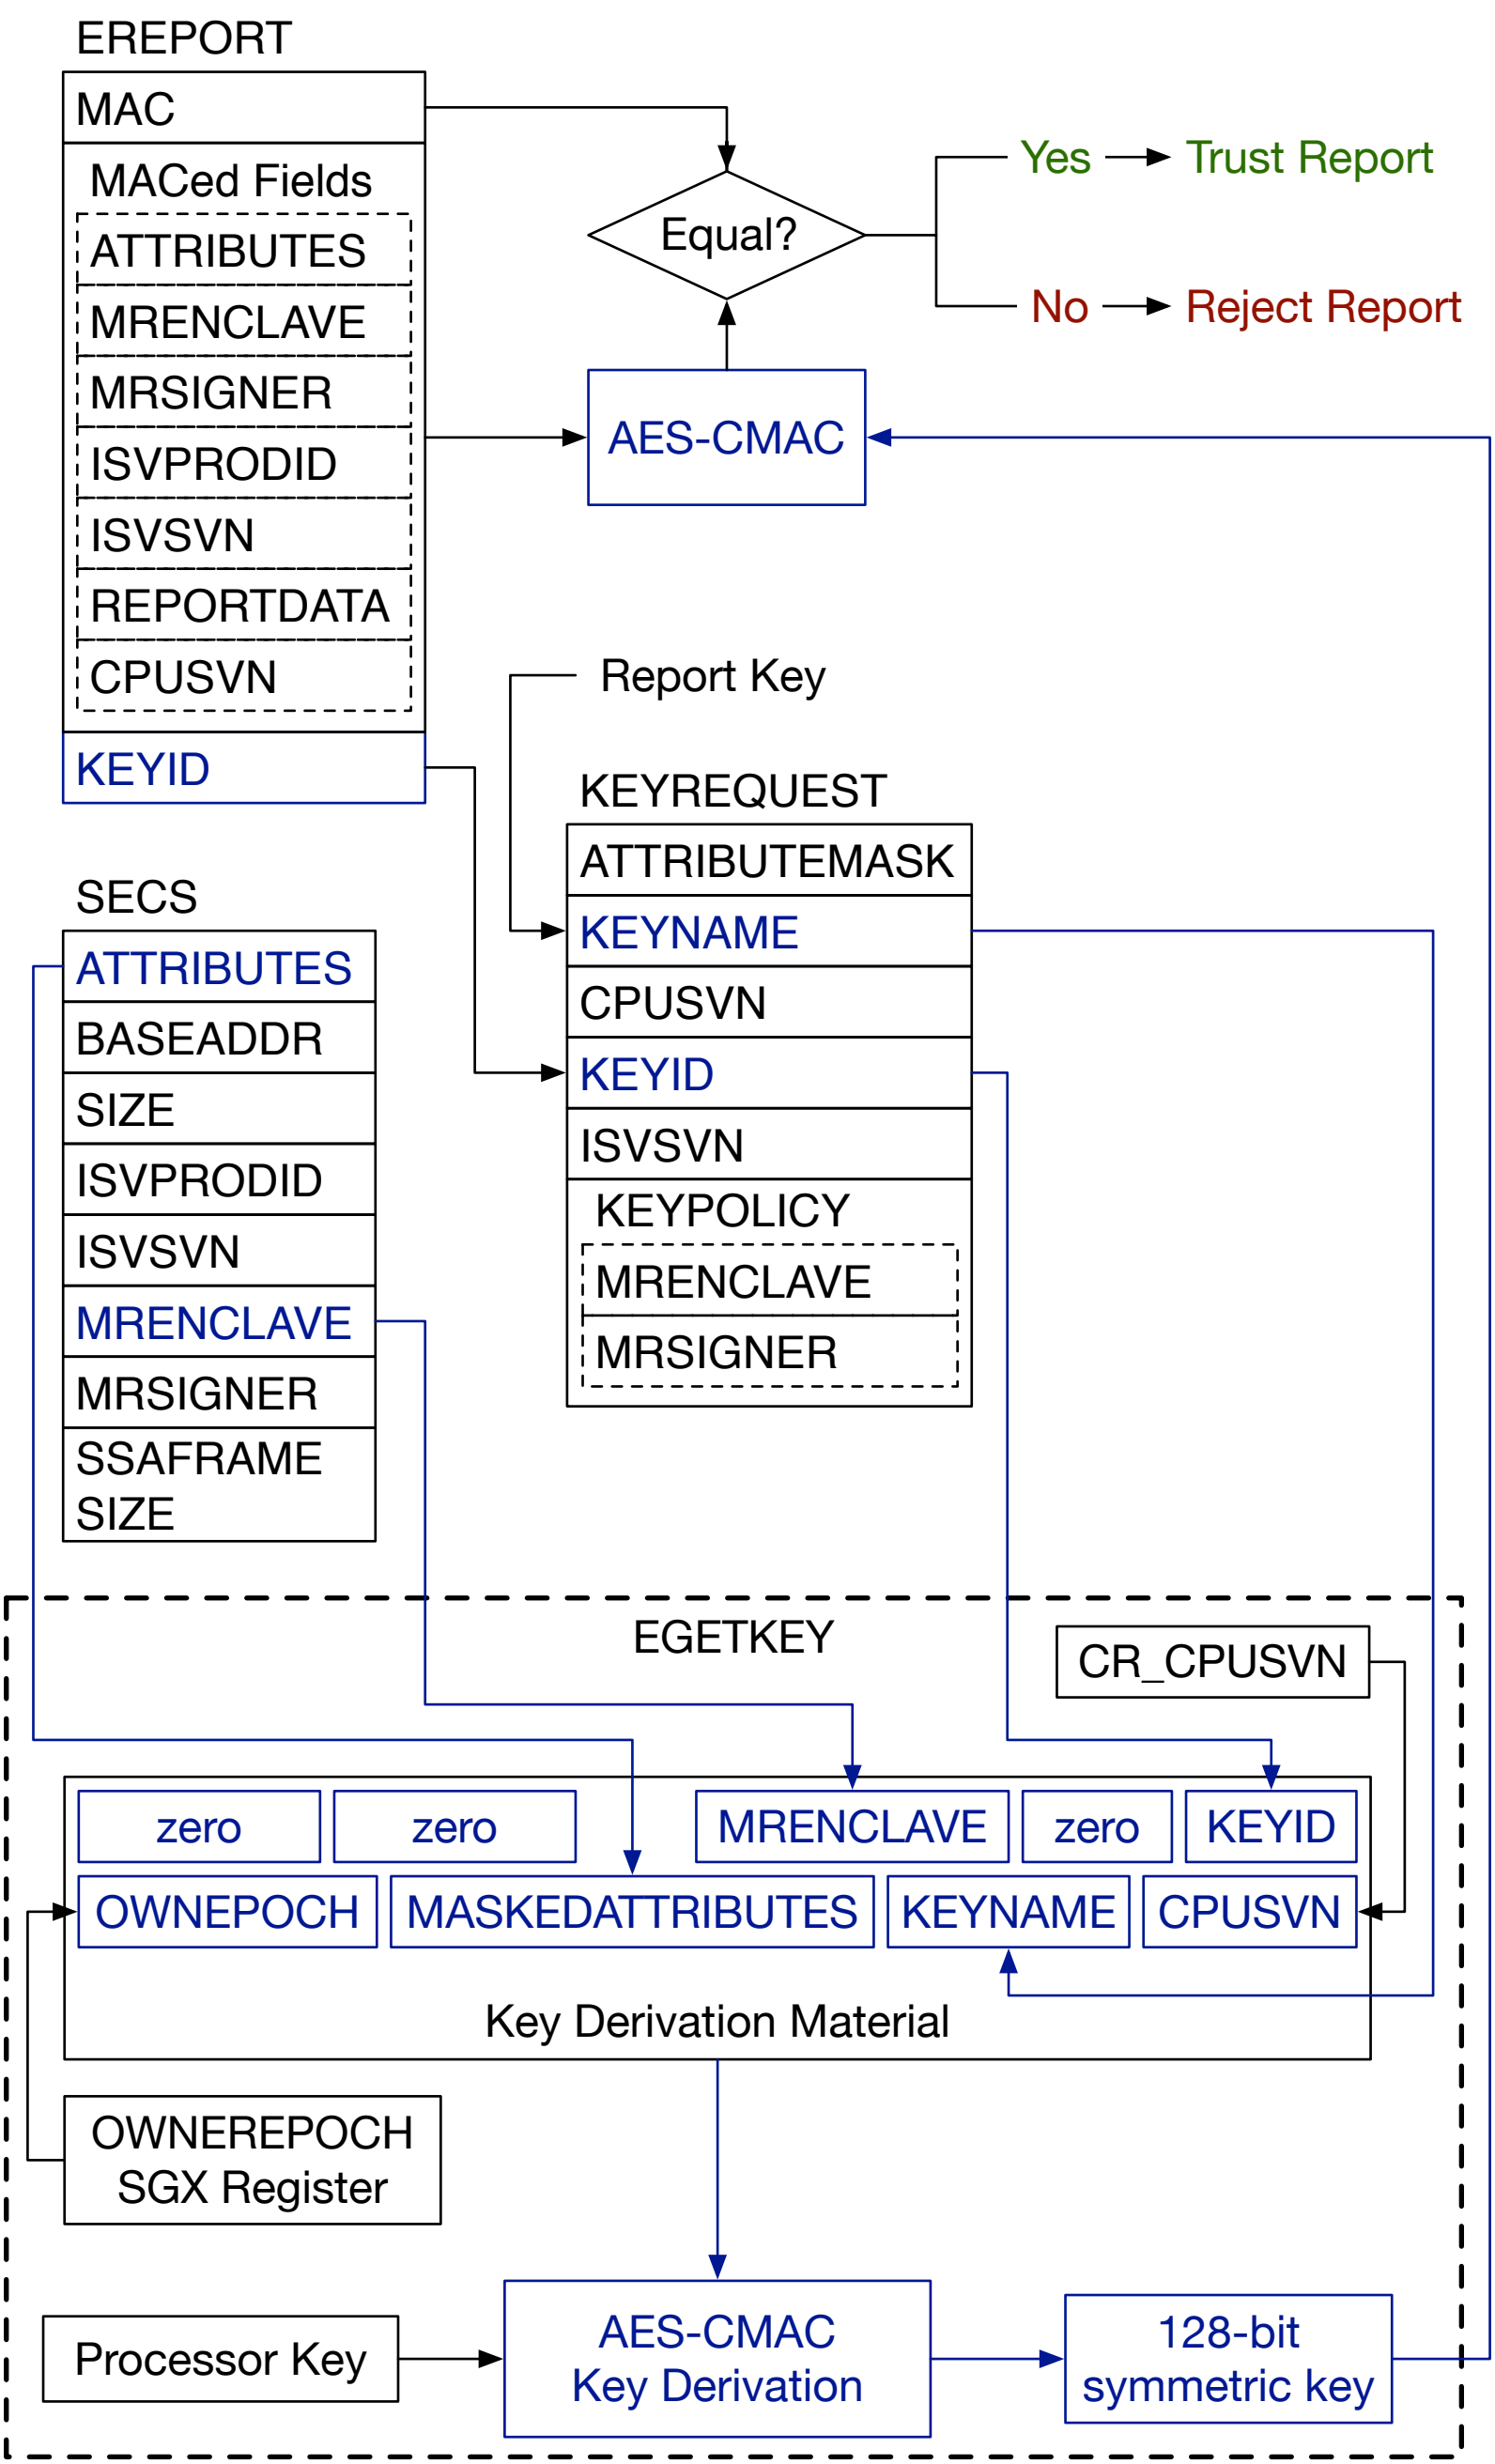 EREPORT
MAC
MACed Fields
ATTRIBUTES
MRENCLAVE
MRSIGNER
ISVPRODID
ISVSVN
REPORTDATA
CPUSVN
KEYID
Equal?
Yes
Trust Report
No
Reject Report
AES-CMAC
Report Key
KEYREQUEST
ATTRIBUTEMASK
KEYNAME
CPUSVN
KEYID
ISVSVN
KEYPOLICY
MRENCLAVE
MRSIGNER
SECS
ATTRIBUTES
BASEADDR
SIZE
ISVPRODID
ISVSVN
MRENCLAVE
MRSIGNER
SSAFRAME
SIZE
EGETKEY
CR_CPUSVN
zero
zero
MRENCLAVE
zero
KEYID
OWNEPOCH
MASKEDATTRIBUTES
KEYNAME
CPUSVN
Key Derivation Material
OWNEREPOCH
SGX Register
Processor Key
AES-CMAC
Key Derivation
128-bit
symmetric key